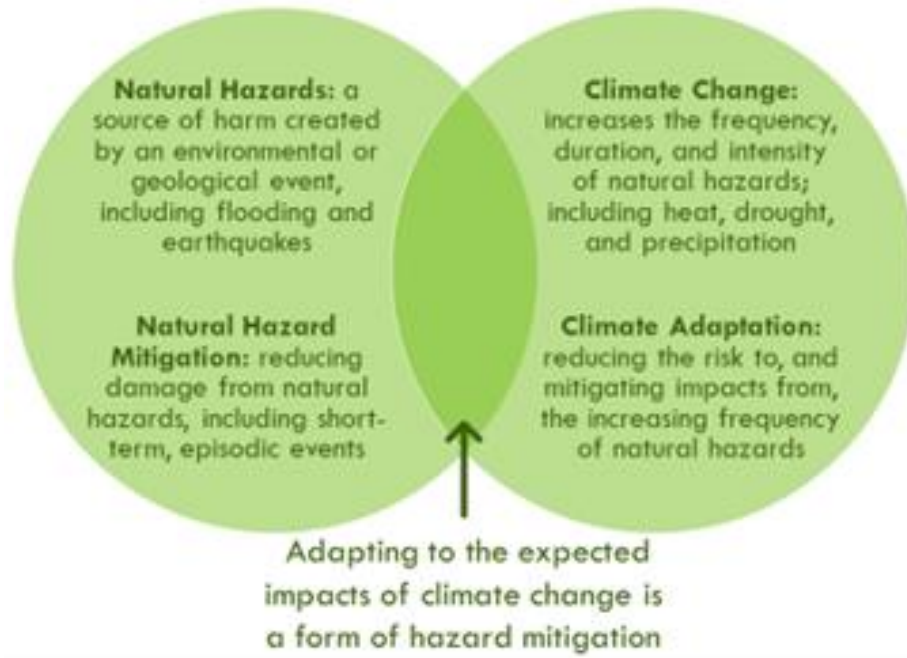 Natural Hazards: a
source of harm created
by an environmental or
geological event,
including flooding and
earthquakes
Natural Hazard
Mitigation: reducing
damage from natural
hazards, including short-
term, episodic events
Climate Change:
increases the frequency,
duration, and intensity
of natural hazards;
including heat, drought,
and precipitation
Climate Adaptation:
reducing the risk to, and
mitigating impacts from,
the increasing frequency
of natural hazards
Adapting to the expected
impacts of climate change is
a form of hazard mitigation